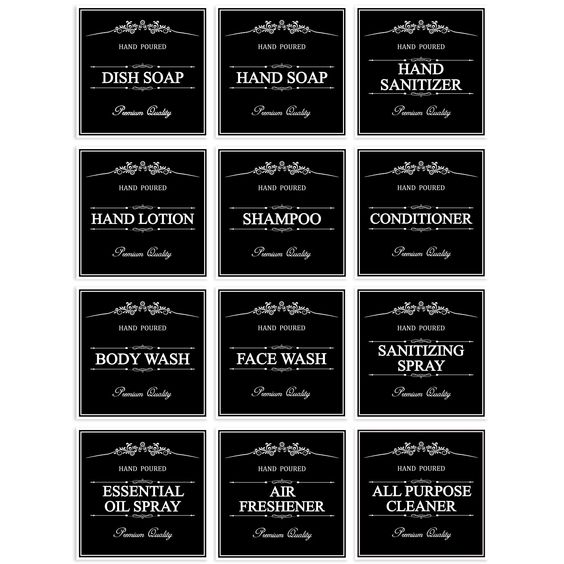 HAND POURED
DISH SOAP
Premium Quality
HAND POURED
HAND SOAP
Premium Quality
HAND POURED
HAND
SANITIZER
Premium Quality
HAND POURED
HAND LOTION
Premium Quality
HAND POURED
SHAMPOO
Premium Quality
HAND POURED
CONDITIONER
Premium Quality
HAND POURED
BODY WASH
Premium Quality
HAND POURED
FACE WASH
Premium Quality
HAND POURED
SANITIZING
SPRAY
Premium Quality
HAND POURED
ESSENTIAL
OIL SPRAY
Premium Quality
HAND POURED
AIR
FRESHENER
Premium Quality
HAND POURED
ALL PURPOSE
CLEANER
Premium Quality